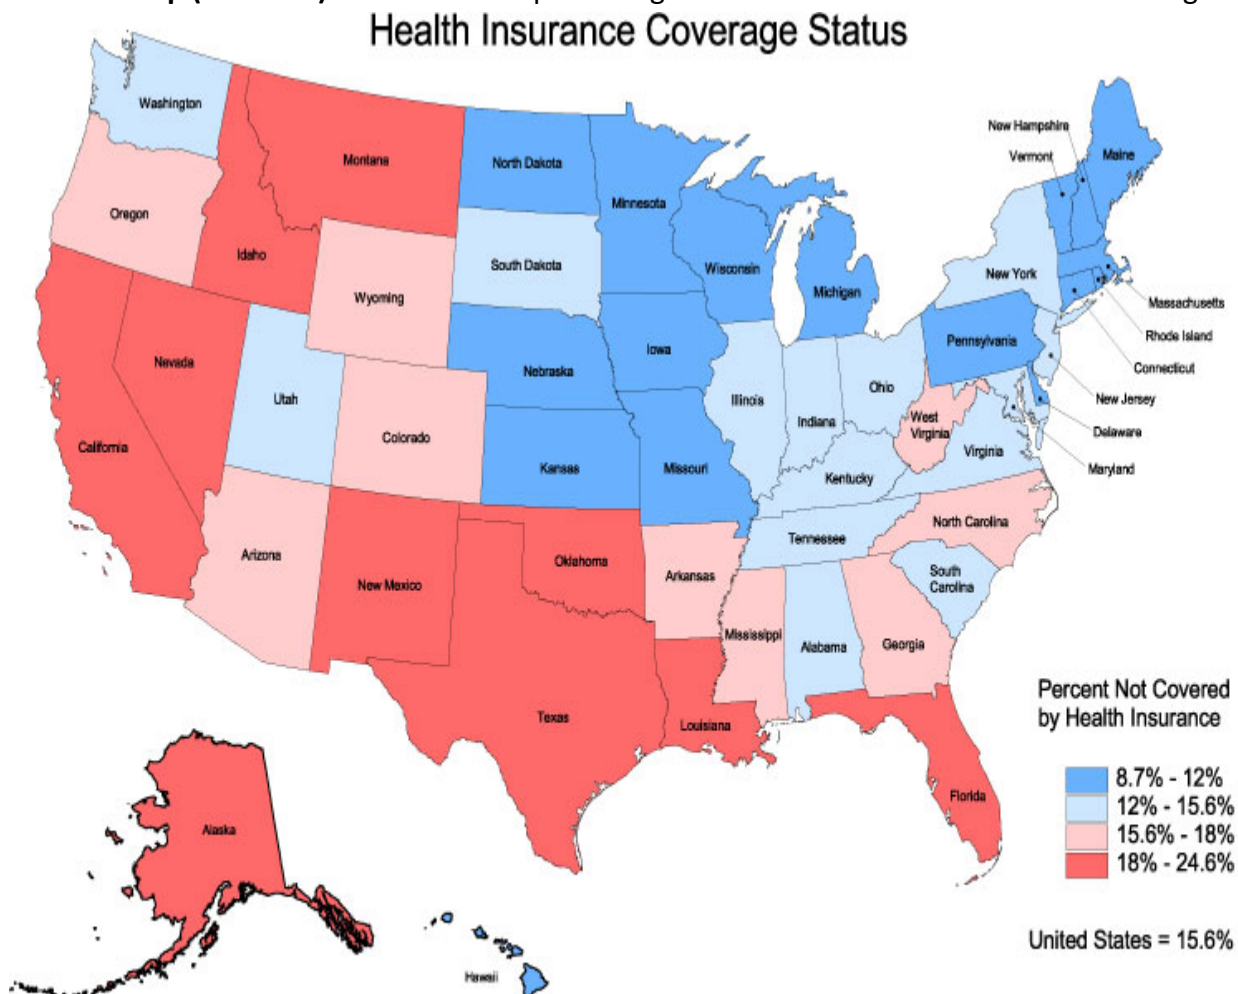 Health Insurance Coverage Status
Washington
Oregon
Idaho
Montana
North Dakota
Minnesota
New Hampshire
Vermont
Maine
South Dakota
Wyoming
Wisconsin
Michigan
New York
Massachusetts
Rhode Island
Connecticut
New Jersey
Delaware
Maryland
Nevada
Utah
California
Colorado
Nebraska
Iowa
Kansas
Missouri
Illinois
Indiana
Ohio
Pennsylvania
West
Virginia
Virginia
Kentucky
Tennessee
North Carolina
South
Carolina
Arizona
New Mexico
Oklahoma
Arkansas
Mississippi
Alabama
Georgia
Texas
Louisiana
Florida
Alaska
Hawaii
Percent Not Covered
by Health Insurance
8.7% - 12%
12% - 15.6%
15.6% - 18%
18% - 24.6%
United States = 15.6%